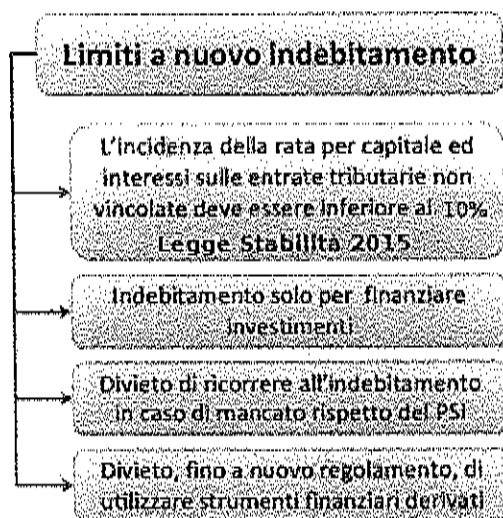 Limiti a nuovo indebitamento
L'incidenza della rata per capitale ed
interessi sulle entrate tributarie non
vincolate deve essere inferiore al 10%
Legge Stabilità 2015
Indebitamento solo per finanziare
investimenti
Divieto di ricorrere all'indebitamento
in caso di mancato rispetto del PSI
Divieto, fino a nuovo regolamento, di
utilizzare strumenti finanziari derivati